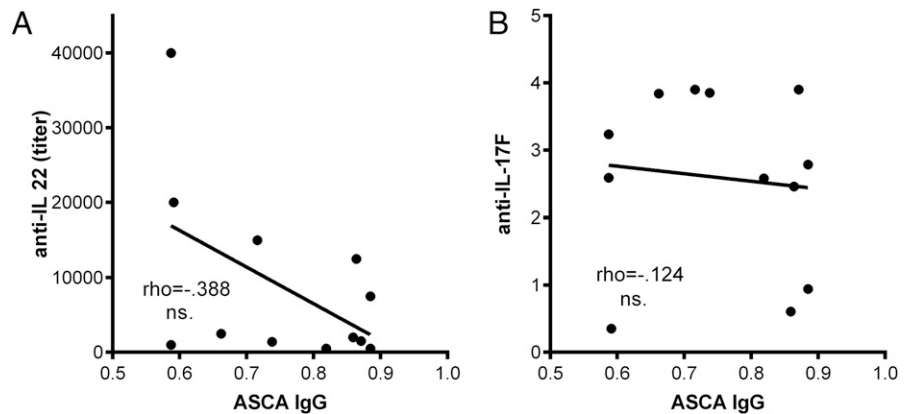 A
anti-IL 22 (titer)
40000
30000
20000
10000
0
rho=-.388
ns.
0.5 0.6 0.7 0.8 0.9 1.0
ASCA IgG
B
anti-IL-17F
5
4
3
2
1
0
rho=-.124
ns.
0.5 0.6 0.7 0.8 0.9 1.0
ASCA IgG